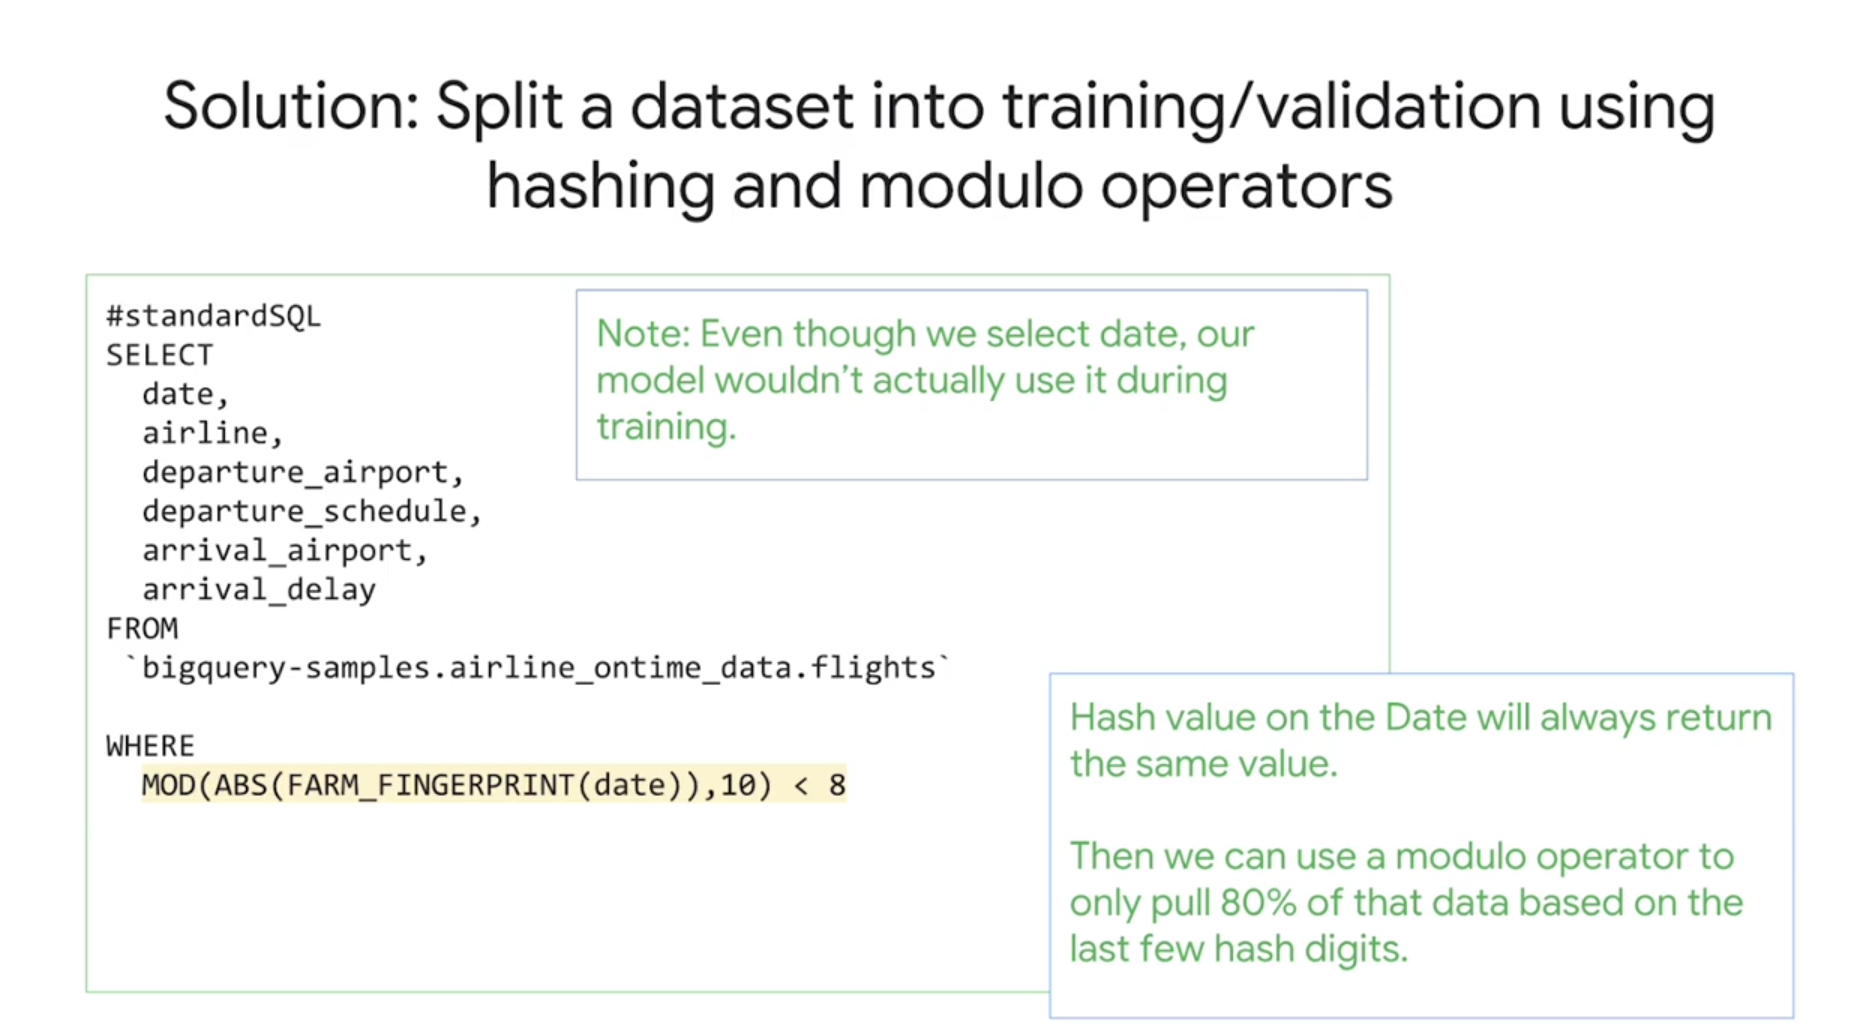 Solution: Split a dataset into training/validation using
hashing and modulo operators
#standardSQL
SELECT
date,
airline,
departure_airport,
departure_schedule,
arrival_airport,
arrival_delay
FROM
`bigquery-samples.airline_ontime_data.flights`
WHERE
MOD(ABS(FARM_FINGERPRINT(date)),10) < 8
Note: Even though we select date, our
model wouldn't actually use it during
training.
Hash value on the Date will always return
the same value.
Then we can use a modulo operator to
only pull 80% of that data based on the
last few hash digits.